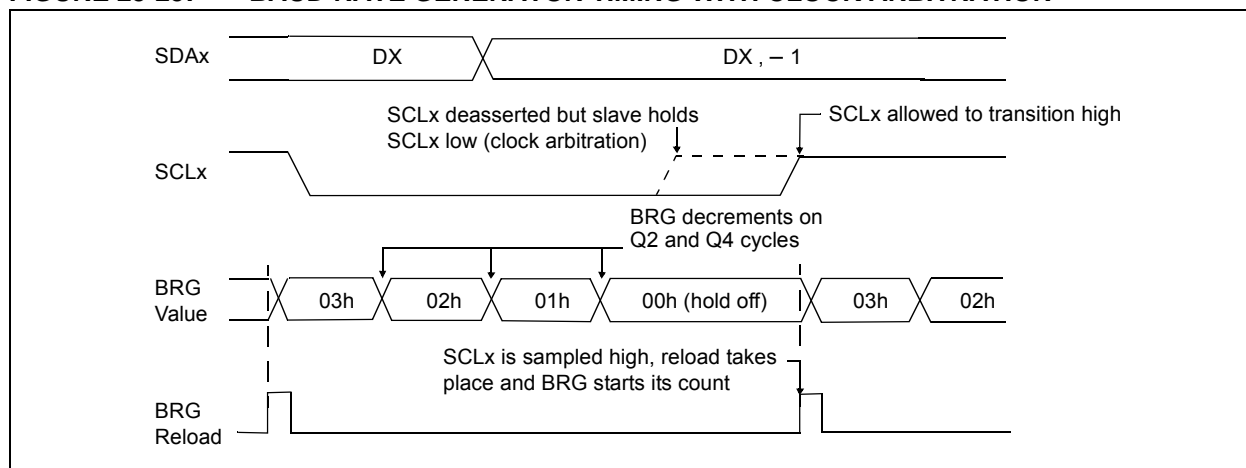 SDAx
DX
DX , – 1
SCLx deasserted but slave holds
SCLx low (clock arbitration)
SCLx allowed to transition high
SCLx
BRG decrements on
Q2 and Q4 cycles
BRG
Value
03h
02h
01h
00h (hold off)
03h
02h
SCLx is sampled high, reload takes
place and BRG starts its count
BRG
Reload